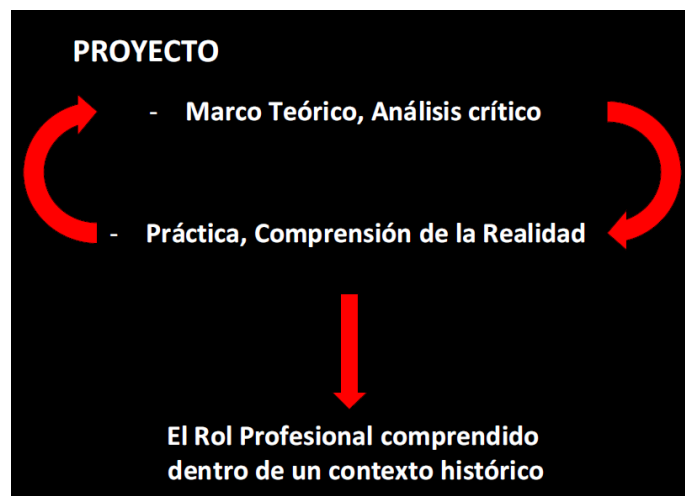 PROYECTO
- Marco Teórico, Análisis crítico
- Práctica, Comprensión de la Realidad
El Rol Profesional comprendido
dentro de un contexto histórico